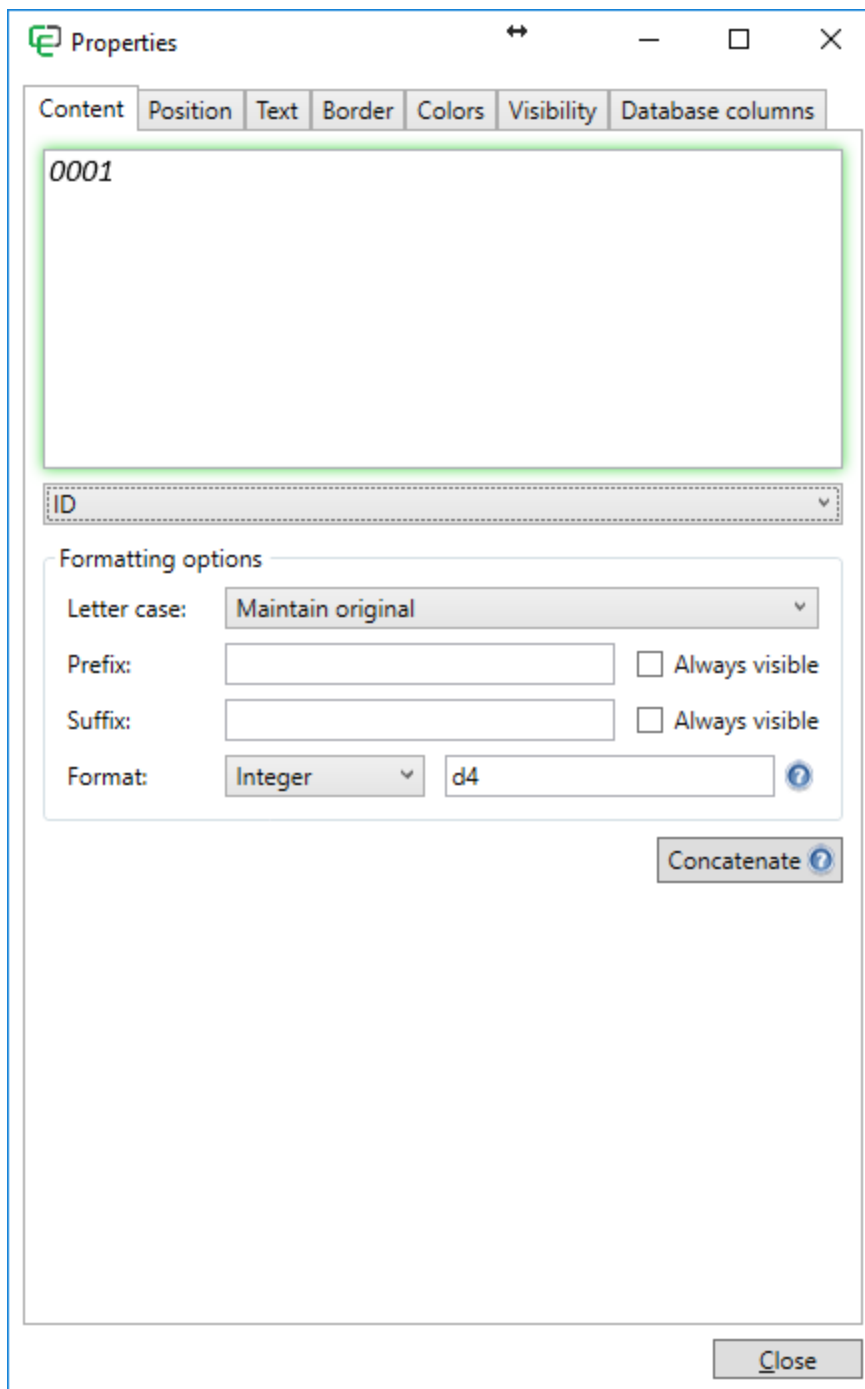 Properties
Content Position Text Border Colors Visibility Database columns
0001
ID
Formatting options
Letter case: Maintain original
Prefix: Always visible
Suffix: Always visible
Format: Integer d4 ?
Concatenate ?
Close